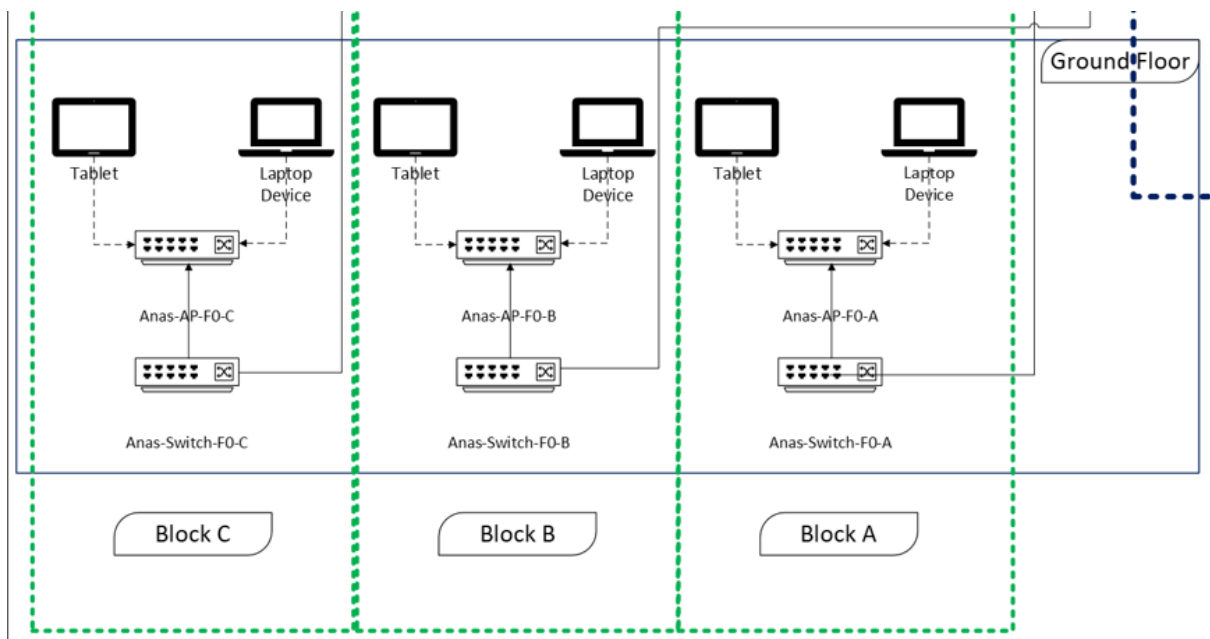 Ground Floor
Tablet
Laptop
Device
Tablet
Laptop
Device
Tablet
Laptop
Device
Anas-AP-F0-C
Anas-AP-F0-B
Anas-AP-F0-A
Anas-Switch-F0-C
Anas-Switch-F0-B
Anas-Switch-F0-A
Block C
Block B
Block A